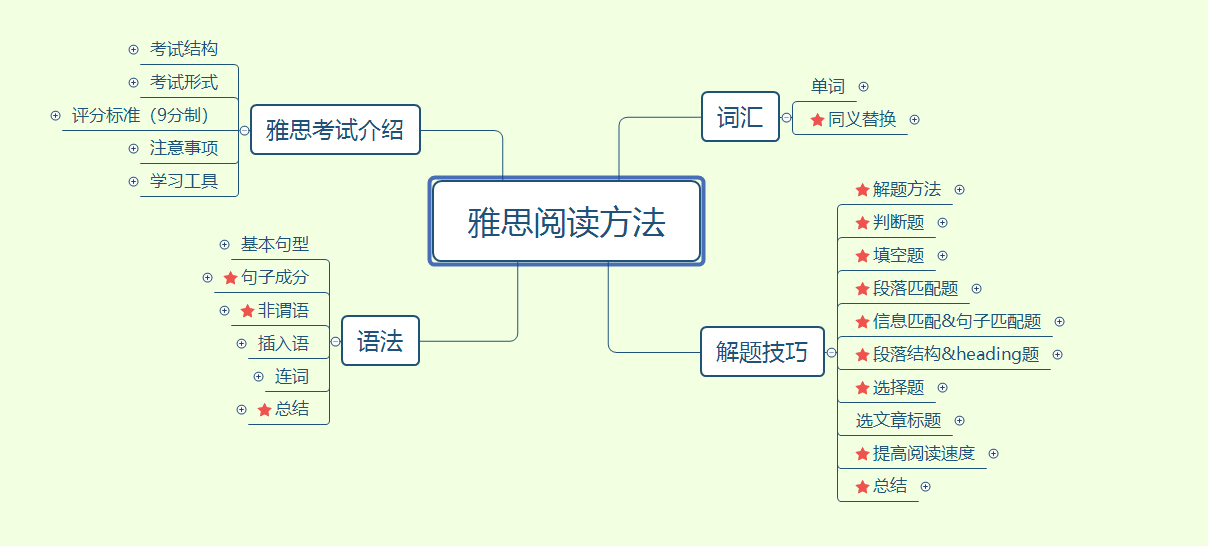 雅思阅读方法
雅思考试介绍
考试结构
考试形式
评分标准（9分制）
注意事项
学习工具
语法
基本句型
句子成分
非谓语
插入语
连词
总结
词汇
单词
同义替换
解题技巧
解题方法
判断题
填空题
段落匹配题
信息匹配&句子匹配题
段落结构&heading题
选择题
选文章标题
提高阅读速度
总结